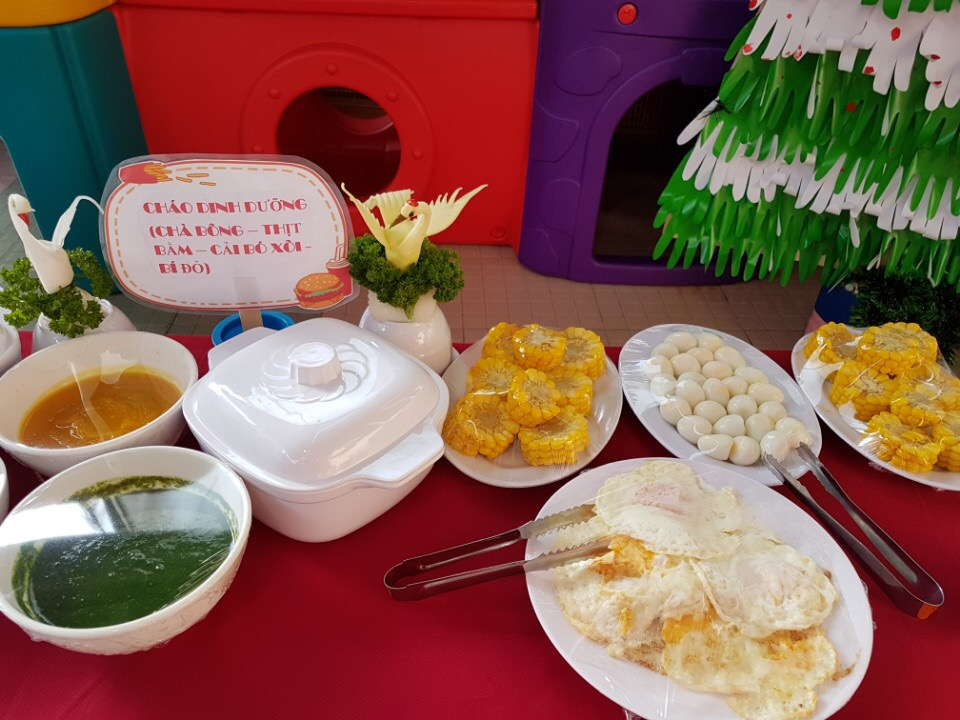 CHÁO DINH DƯỠNG
(CHÀ BÔNG – THỊT
BẰM – CẢI BÓ XÔI -
BÍ ĐỎ)